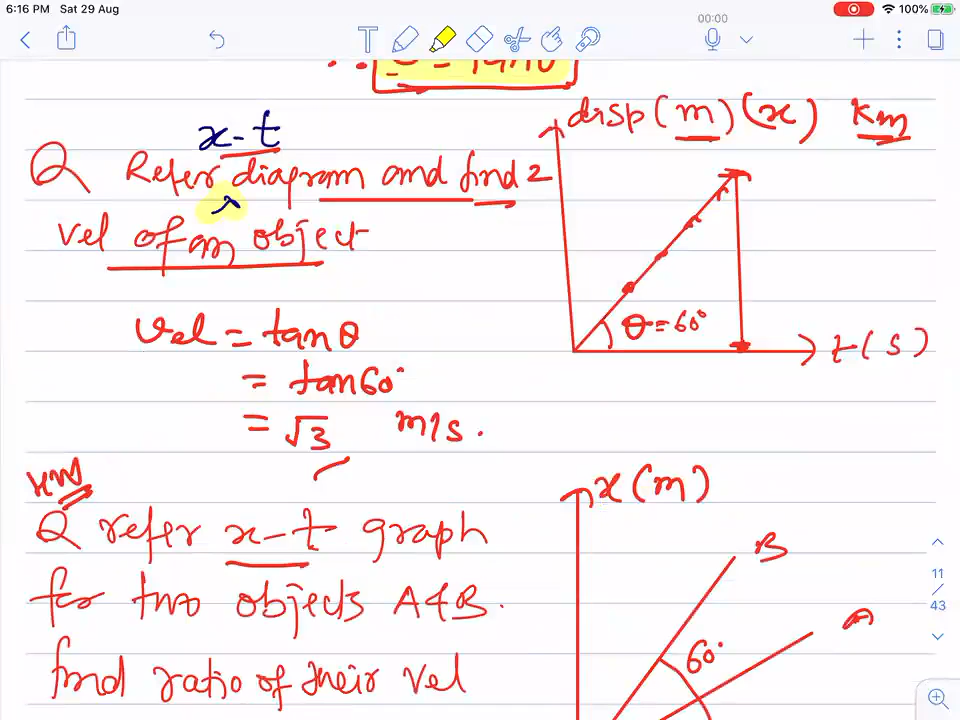 6:16 PM Sat 29 Aug
100%
00:00
T
disp (m) (x) km
x-t
Q Refer diagram and find 2
vel of an object
θ = 60°
t (s)
Vel = tanθ
= tan60°
= √3 m/s.
HW
x (m)
Q refer x-t graph
for two objects A & B.
find ratio of their vel
B
A
60°
11
/
43